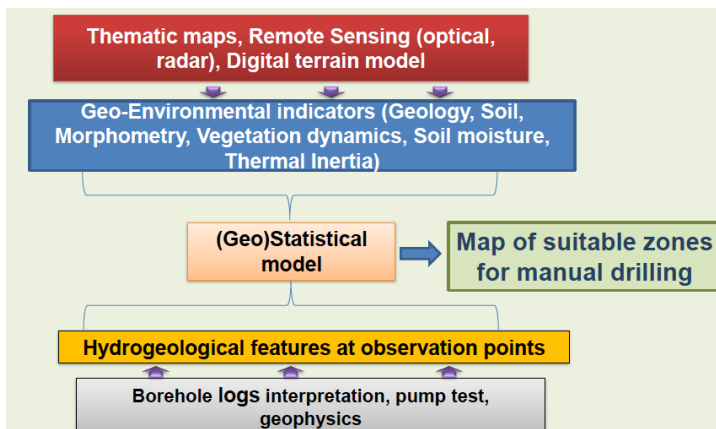 Thematic maps, Remote Sensing (optical,
radar), Digital terrain model
Geo-Environmental indicators (Geology, Soil,
Morphometry, Vegetation dynamics, Soil moisture,
Thermal Inertia)
(Geo)Statistical
model
Map of suitable zones
for manual drilling
Hydrogeological features at observation points
Borehole logs interpretation, pump test,
geophysics